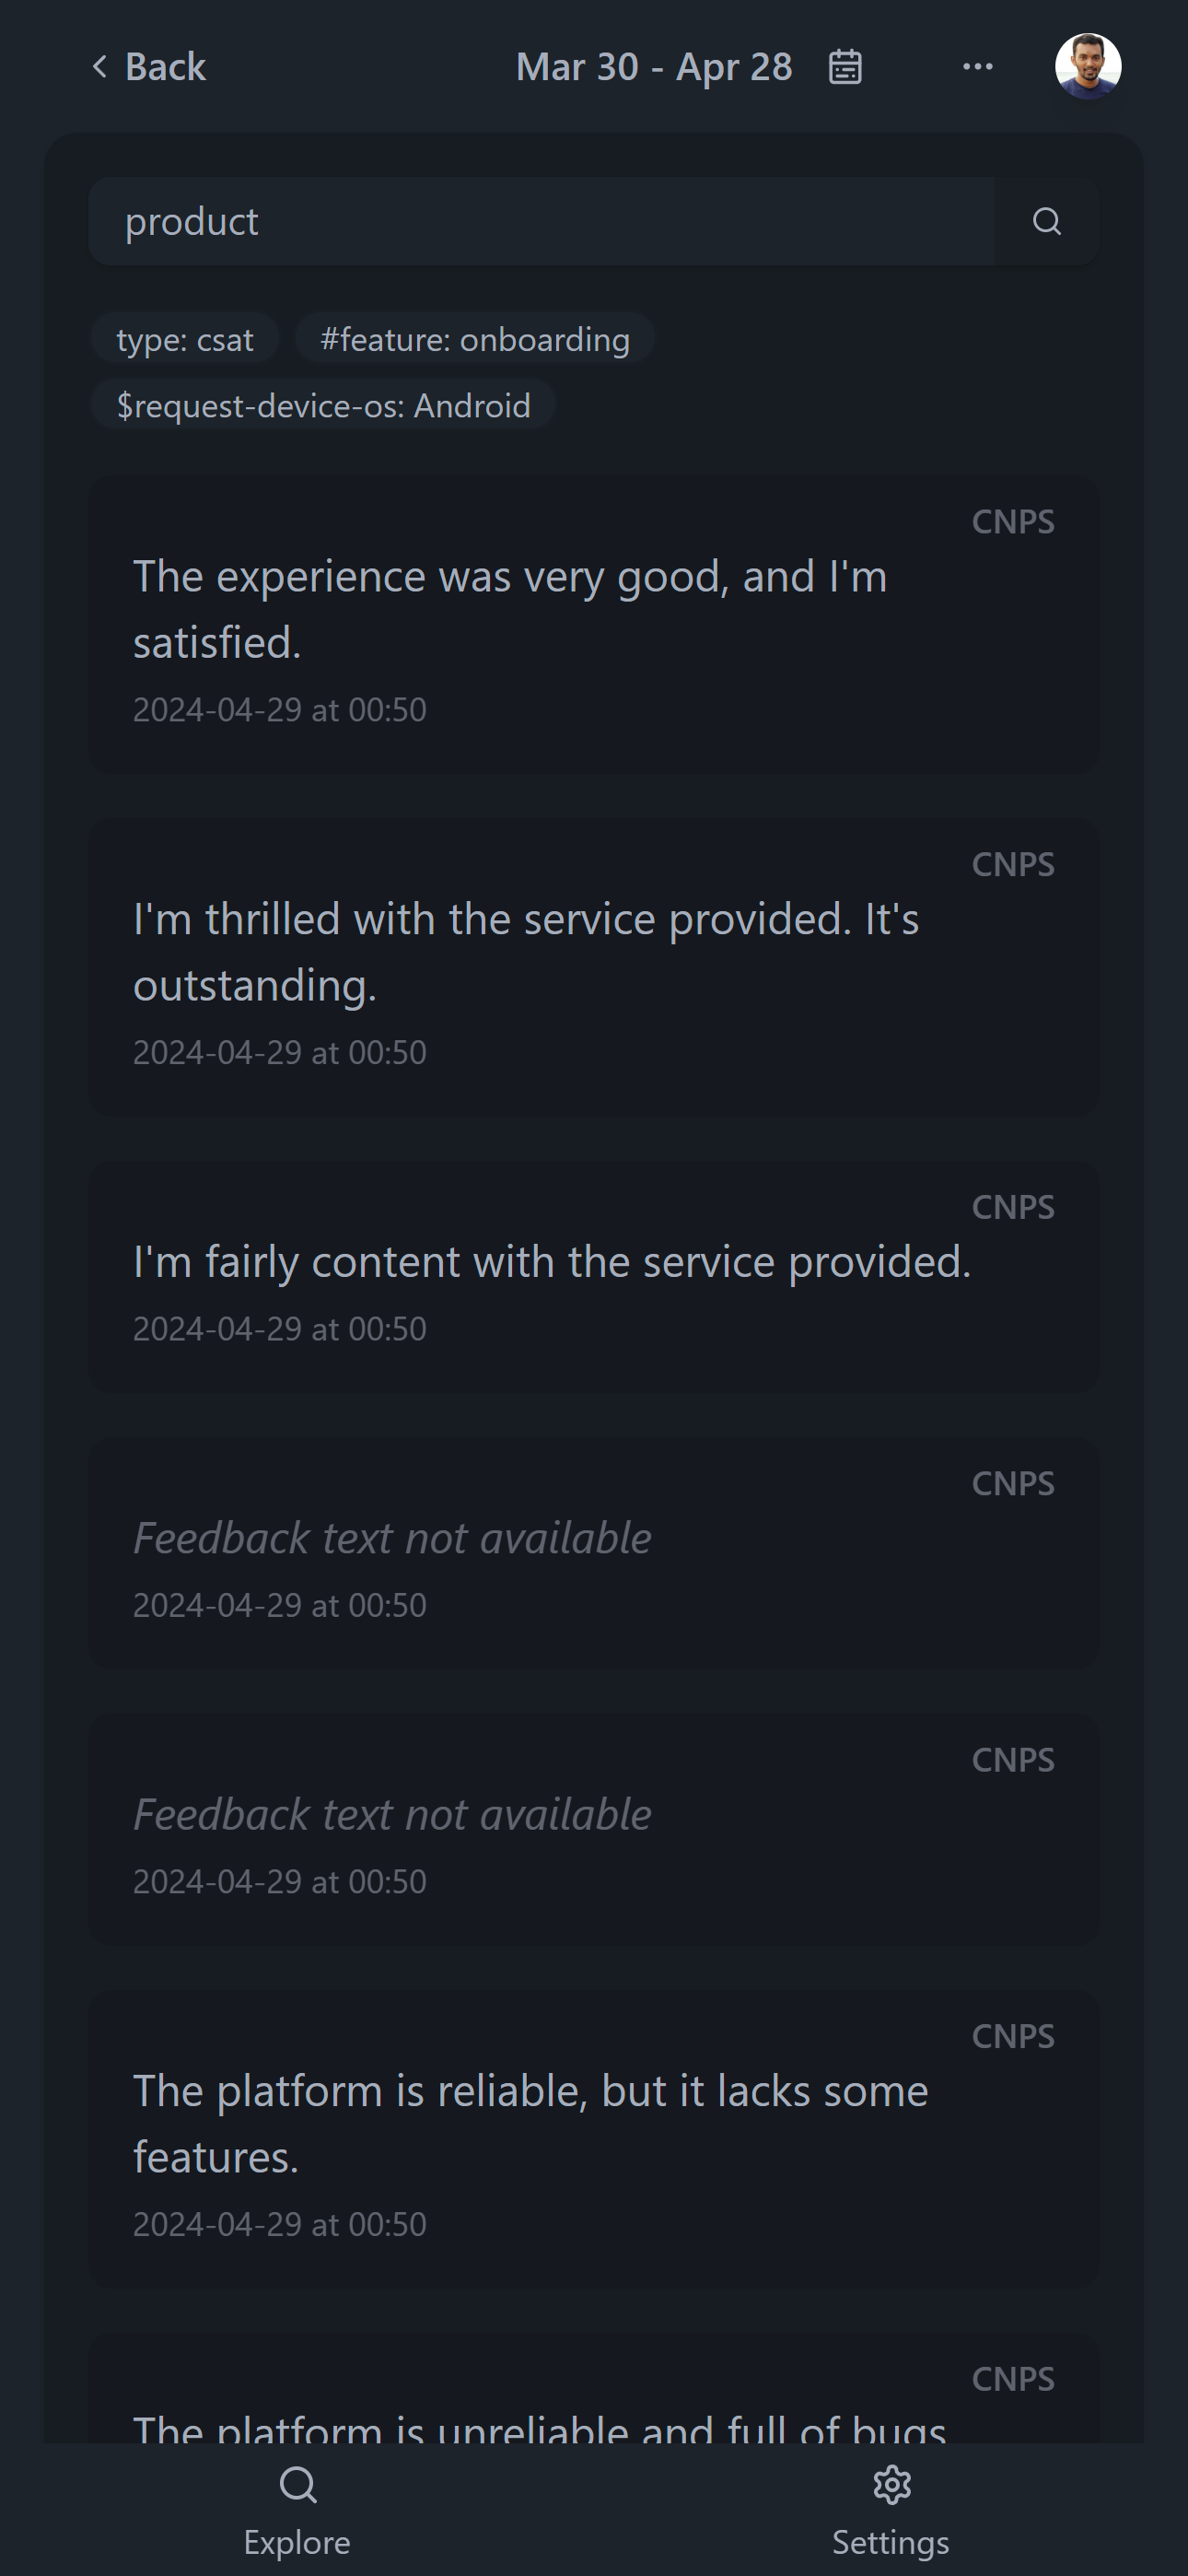 Back
Mar 30 - Apr 28
product
type: csat
#feature: onboarding
$request-device-os: Android
CNPS
The experience was very good, and I'm
satisfied.
2024-04-29 at 00:50
CNPS
I'm thrilled with the service provided. It's
outstanding.
2024-04-29 at 00:50
CNPS
I'm fairly content with the service provided.
2024-04-29 at 00:50
CNPS
Feedback text not available
2024-04-29 at 00:50
CNPS
Feedback text not available
2024-04-29 at 00:50
CNPS
The platform is reliable, but it lacks some
features.
2024-04-29 at 00:50
CNPS
The platform is unreliable and full of bugs
Explore
Settings